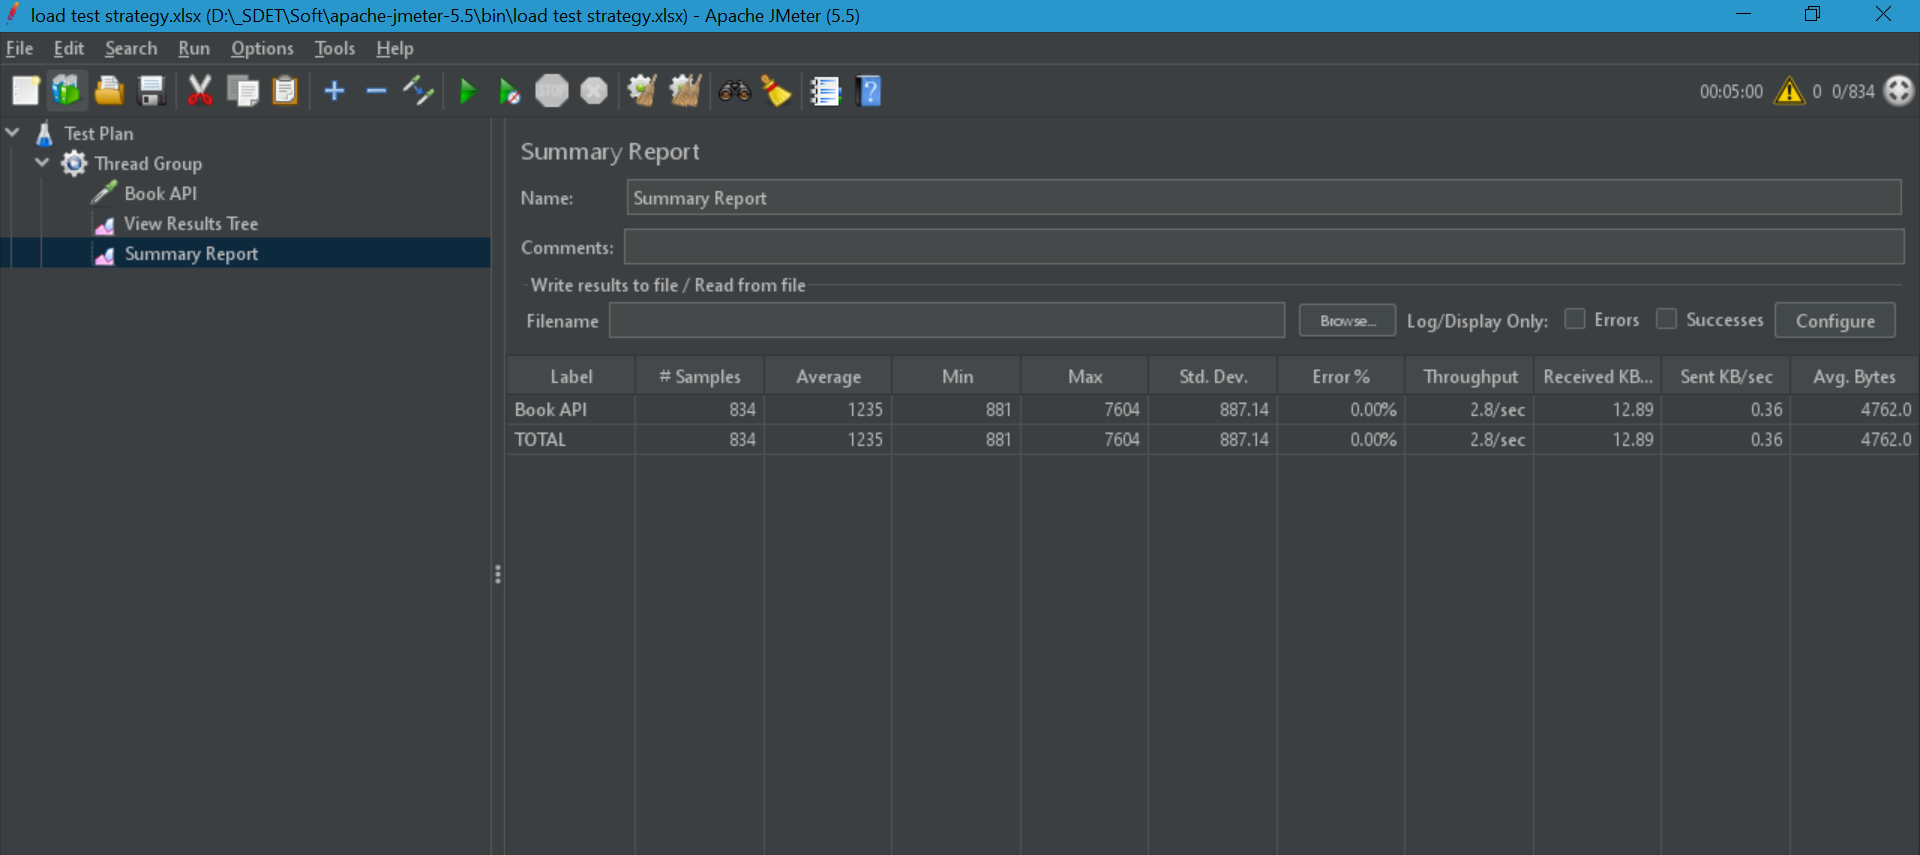 load test strategy.xlsx (D:\_SDET\Soft\apache-jmeter-5.5\bin\load test strategy.xlsx) - Apache JMeter (5.5)
File Edit Search Run Options Tools Help
STOP 00:05:00 0 0/834
Test Plan
Thread Group
Book API
View Results Tree
Summary Report
Summary Report
Name: Summary Report
Comments:
Write results to file / Read from file
Filename Browse... Log/Display Only: Errors Successes Configure
Label # Samples Average Min Max Std. Dev. Error % Throughput Received KB... Sent KB/sec Avg. Bytes
Book API 834 1235 881 7604 887.14 0.00% 2.8/sec 12.89 0.36 4762.0
TOTAL 834 1235 881 7604 887.14 0.00% 2.8/sec 12.89 0.36 4762.0